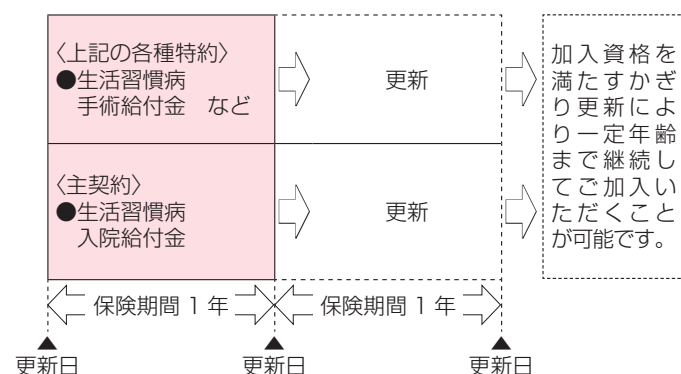 〈上記の各種特約〉
●生活習慣病
手術給付金 など
更新
〈主契約〉
●生活習慣病
入院給付金
更新
加入資格を
満たすかぎ
り更新によ
り一定年齢
まで継続し
てご加入い
ただくこと
が可能です。
保険期間 1 年
保険期間 1 年
更新日
更新日
更新日